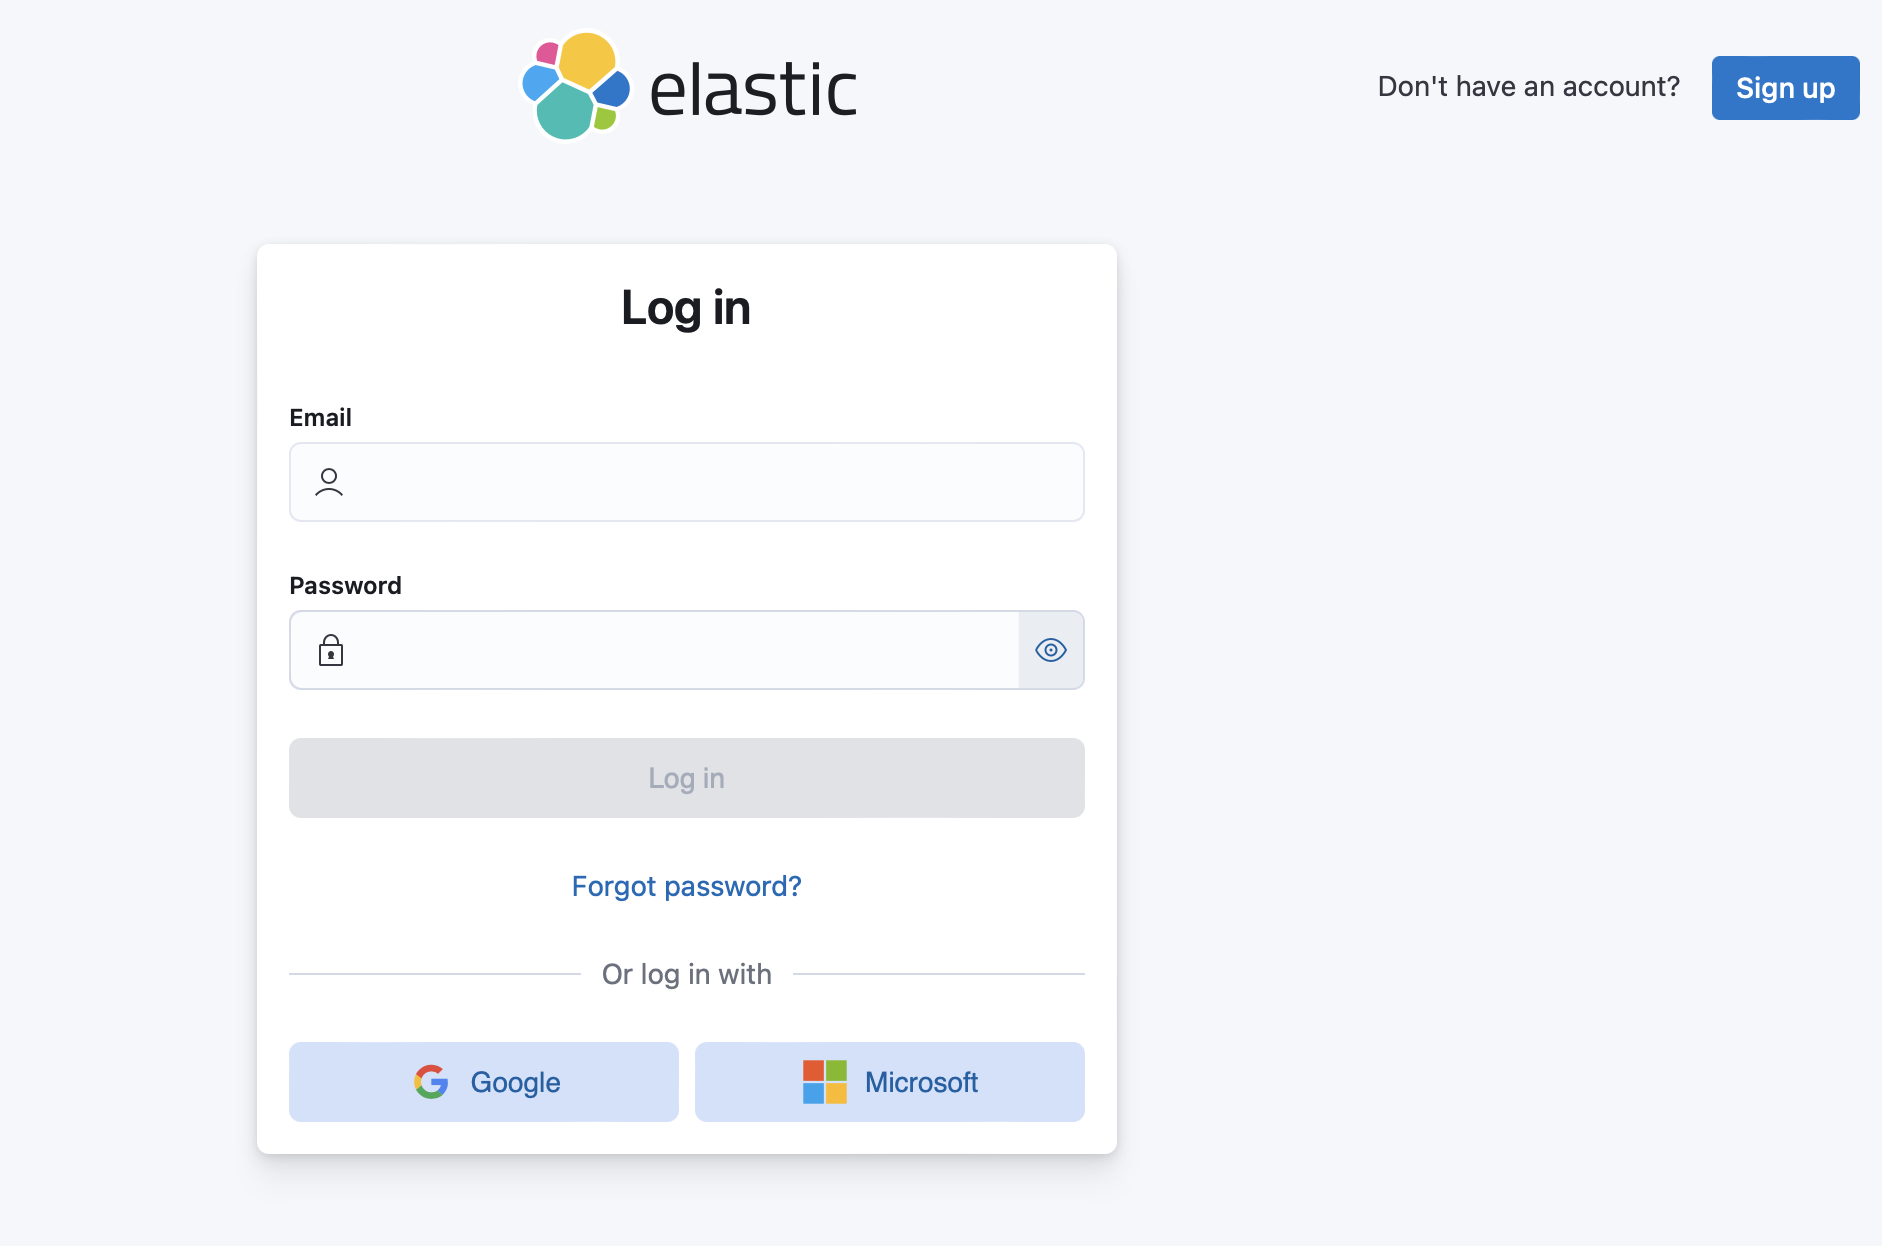 elastic
Don't have an account?
Sign up
Log in
Email
Password
Log in
Forgot password?
Or log in with
Google
Microsoft